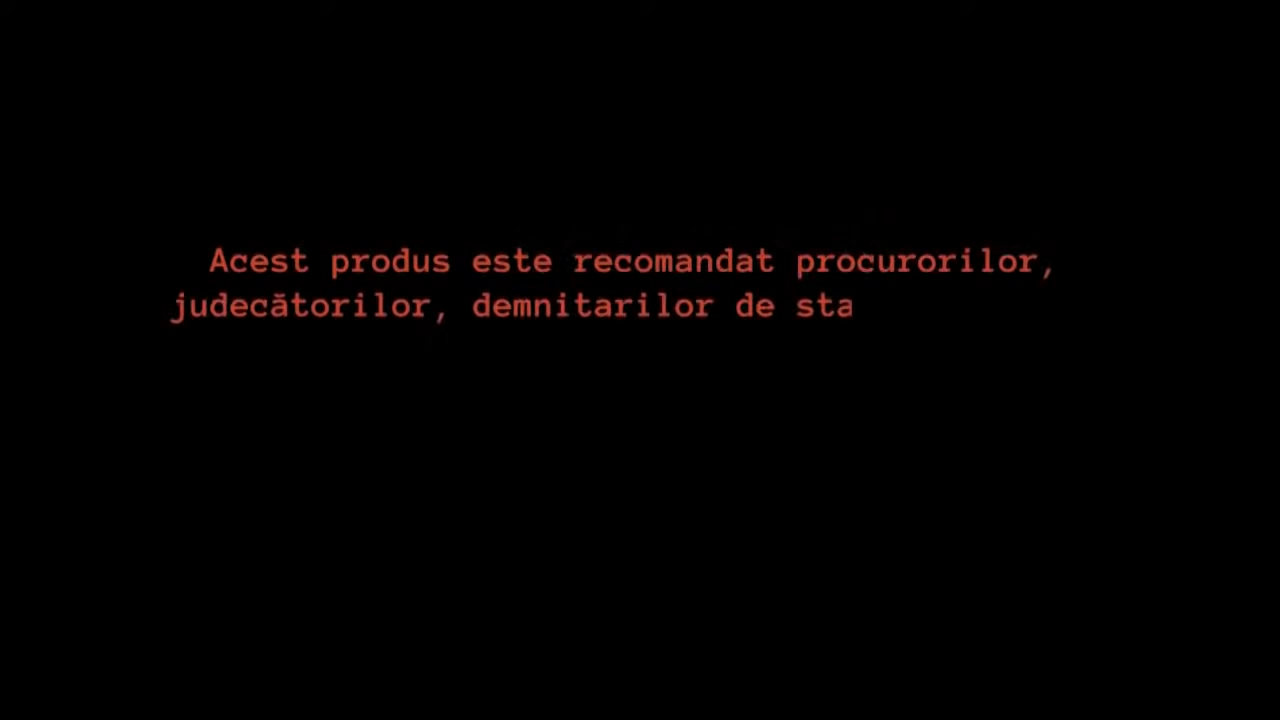 Acest produs este recomandat procurorilor,
judecătorilor, demnitarilor de sta